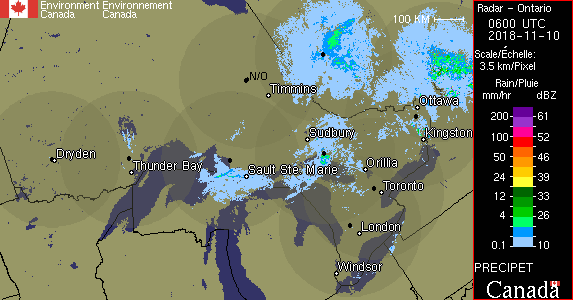 Environment Environnement
Canada Canada
100 KM
N/O
Timmins
Ottawa
Sudbury
Kingston
Dryden
Thunder Bay
Sault Ste. Marie
Orillia
Toronto
London
Windsor
Radar - Ontario
0600 UTC
2018-11-10
Scale/Échelle:
3.5 km/Pixel
Rain/Pluie
mm/hr dBZ
200 61
100 52
50 46
24 39
12 33
4 26
0.1 10
PRECIPET
Canada